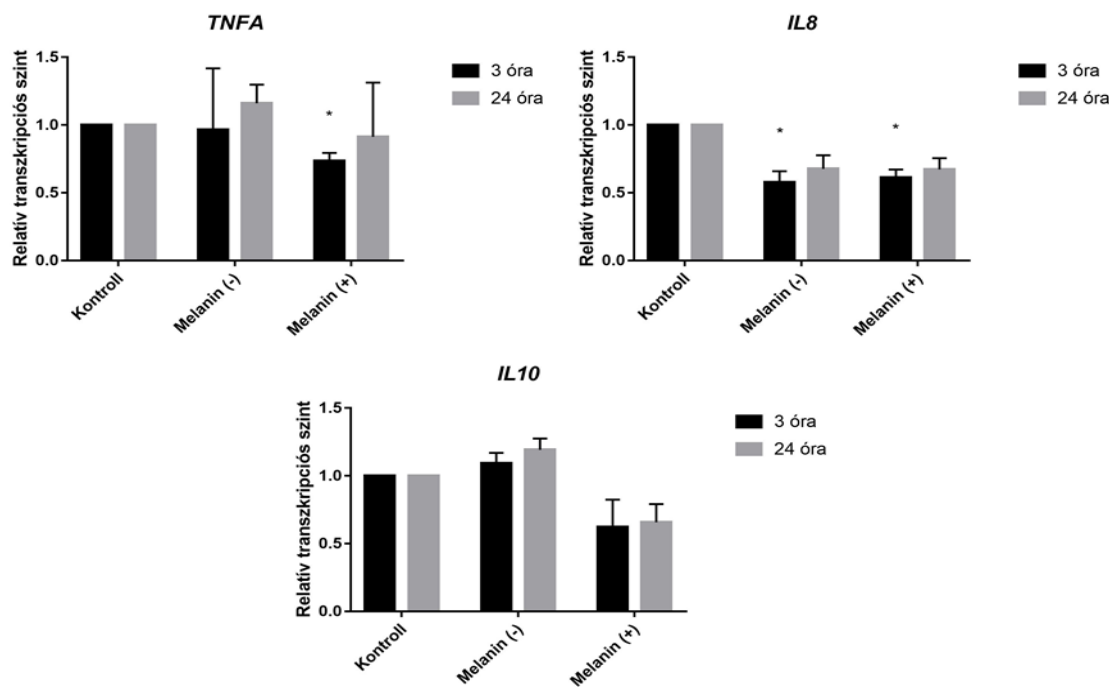 TNFA
Relatív transzkripciós szint
1.5
1.0
0.5
0.0
Kontroll
Melanin (-)
Melanin (+)
*
3 óra
24 óra
IL8
Relatív transzkripciós szint
1.5
1.0
0.5
0.0
Kontroll
Melanin (-)
Melanin (+)
*
*
3 óra
24 óra
IL10
Relatív transzkripciós szint
1.5
1.0
0.5
0.0
Kontroll
Melanin (-)
Melanin (+)
3 óra
24 óra